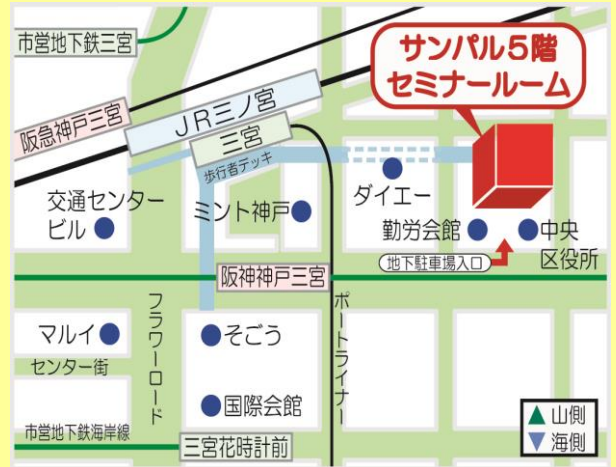 市営地下鉄三宮
サンパル5階
セミナールーム
阪急神戸三宮
JR三ノ宮
三宮
歩行者デッキ
交通センター
ビル
ミント神戸
ダイエー
勤労会館
中央
区役所
地下駐車場入口
阪神神戸三宮
フラワーロード
ポートライナー
マルイ
センター街
そごう
国際会館
市営地下鉄海岸線
三宮花時計前
▲山側
▼海側